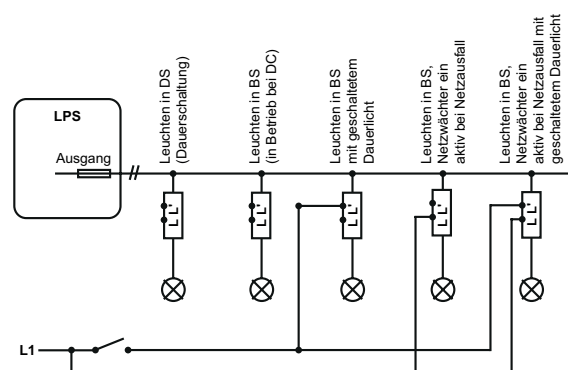 LPS
Ausgang
Leuchten in DS
(Dauerschaltung)
Leuchten in BS
(in Betrieb bei DC)
Leuchten in BS
mit geschaltetem
Dauerlicht
Leuchten in BS,
Netzwächter ein
aktiv bei Netzausfall
Leuchten in BS,
Netzwächter ein
aktiv bei Netzausfall mit
geschaltetem Dauerlicht
L L'
L L'
L L'
L L'
L L'
L1